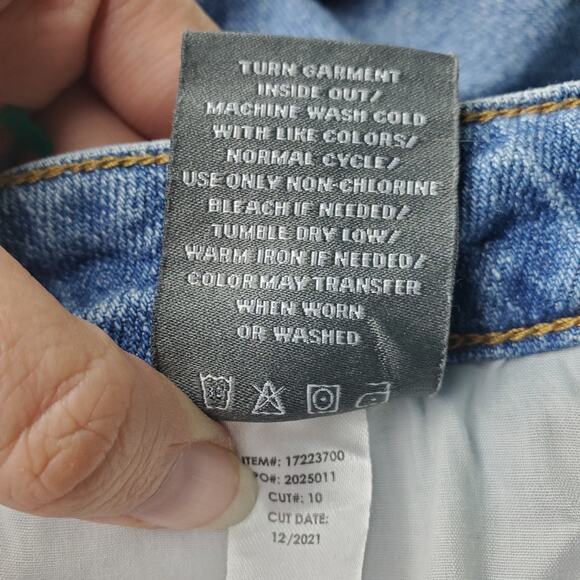 TURN GARMENT
INSIDE OUT/
MACHINE WASH COLD
WITH LIKE COLORS/
NORMAL CYCLE/
USE ONLY NON-CHLORINE
BLEACH IF NEEDED/
TUMBLE DRY LOW/
WARM IRON IF NEEDED/
COLOR MAY TRANSFER
WHEN WORN
OR WASHED
ITEM#: 17223700
PO#: 2025011
CUT#: 10
CUT DATE:
12/2021